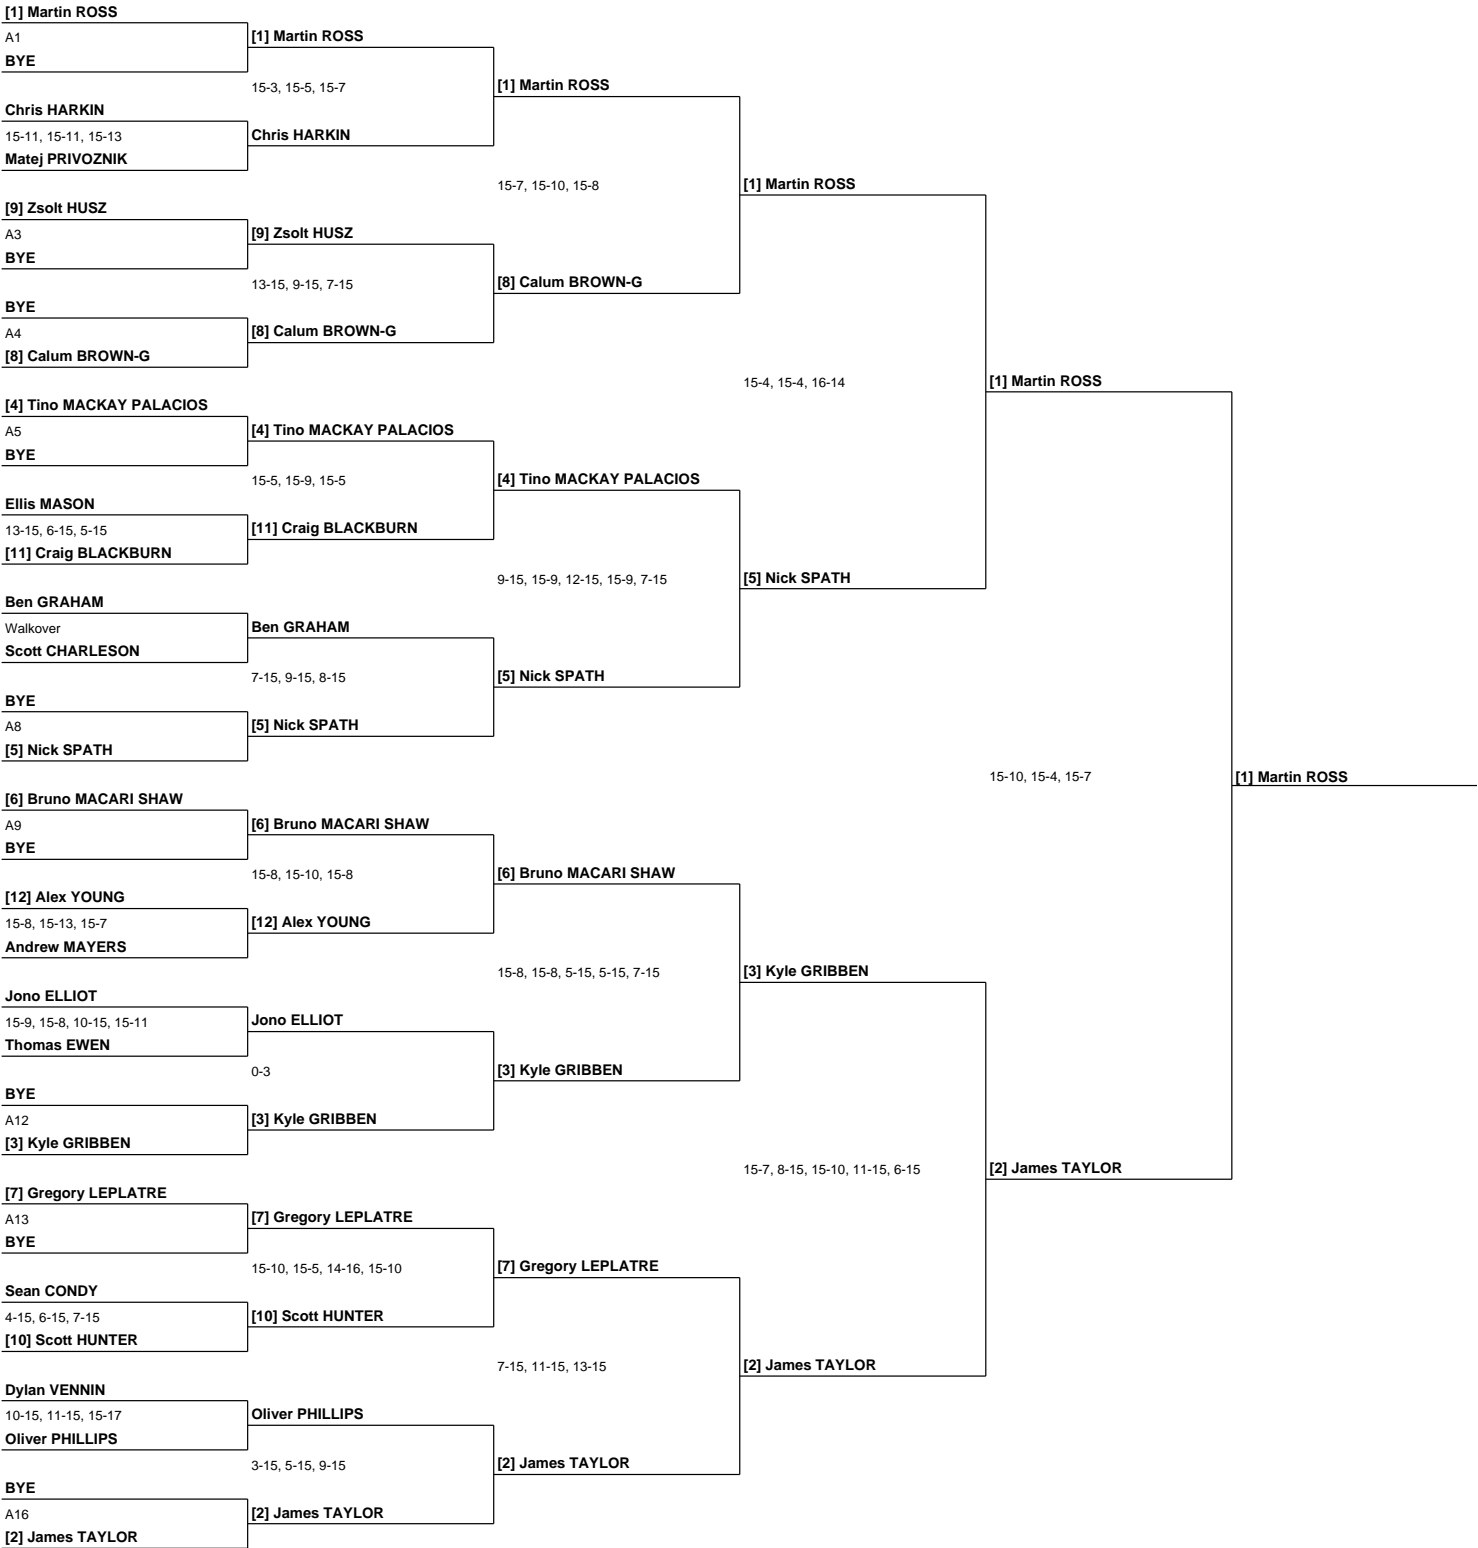 [1] Martin ROSS
A1
BYE
Chris HARKIN
15-11, 15-11, 15-13
Matej PRIVOZNIK
[9] Zsolt HUSZ
A3
BYE
BYE
A4
[8] Calum BROWN-G
[4] Tino MACKAY PALACIOS
A5
BYE
Ellis MASON
13-15, 6-15, 5-15
[11] Craig BLACKBURN
Ben GRAHAM
Walkover
Scott CHARLESON
BYE
A8
[5] Nick SPATH
[6] Bruno MACARI SHAW
A9
BYE
[12] Alex YOUNG
15-8, 15-13, 15-7
Andrew MAYERS
Jono ELLIOT
15-9, 15-8, 10-15, 15-11
Thomas EWEN
BYE
A12
[3] Kyle GRIBBEN
[7] Gregory LEPLATRE
A13
BYE
Sean CONDY
4-15, 6-15, 7-15
[10] Scott HUNTER
Dylan VENNIN
10-15, 11-15, 15-17
Oliver PHILLIPS
BYE
A16
[2] James TAYLOR
[1] Martin ROSS
15-3, 15-5, 15-7
Chris HARKIN
[9] Zsolt HUSZ
13-15, 9-15, 7-15
[8] Calum BROWN-G
[4] Tino MACKAY PALACIOS
15-5, 15-9, 15-5
[11] Craig BLACKBURN
Ben GRAHAM
7-15, 9-15, 8-15
[5] Nick SPATH
[6] Bruno MACARI SHAW
15-8, 15-10, 15-8
[12] Alex YOUNG
Jono ELLIOT
0-3
[3] Kyle GRIBBEN
[7] Gregory LEPLATRE
15-10, 15-5, 14-16, 15-10
[10] Scott HUNTER
Oliver PHILLIPS
3-15, 5-15, 9-15
[2] James TAYLOR
[1] Martin ROSS
15-7, 15-10, 15-8
[8] Calum BROWN-G
[4] Tino MACKAY PALACIOS
9-15, 15-9, 12-15, 15-9, 7-15
[5] Nick SPATH
[6] Bruno MACARI SHAW
15-8, 15-8, 5-15, 5-15, 7-15
[3] Kyle GRIBBEN
[7] Gregory LEPLATRE
7-15, 11-15, 13-15
[2] James TAYLOR
[1] Martin ROSS
15-4, 15-4, 16-14
[5] Nick SPATH
[3] Kyle GRIBBEN
15-7, 8-15, 15-10, 11-15, 6-15
[2] James TAYLOR
[1] Martin ROSS
15-10, 15-4, 15-7
[2] James TAYLOR
[1] Martin ROSS